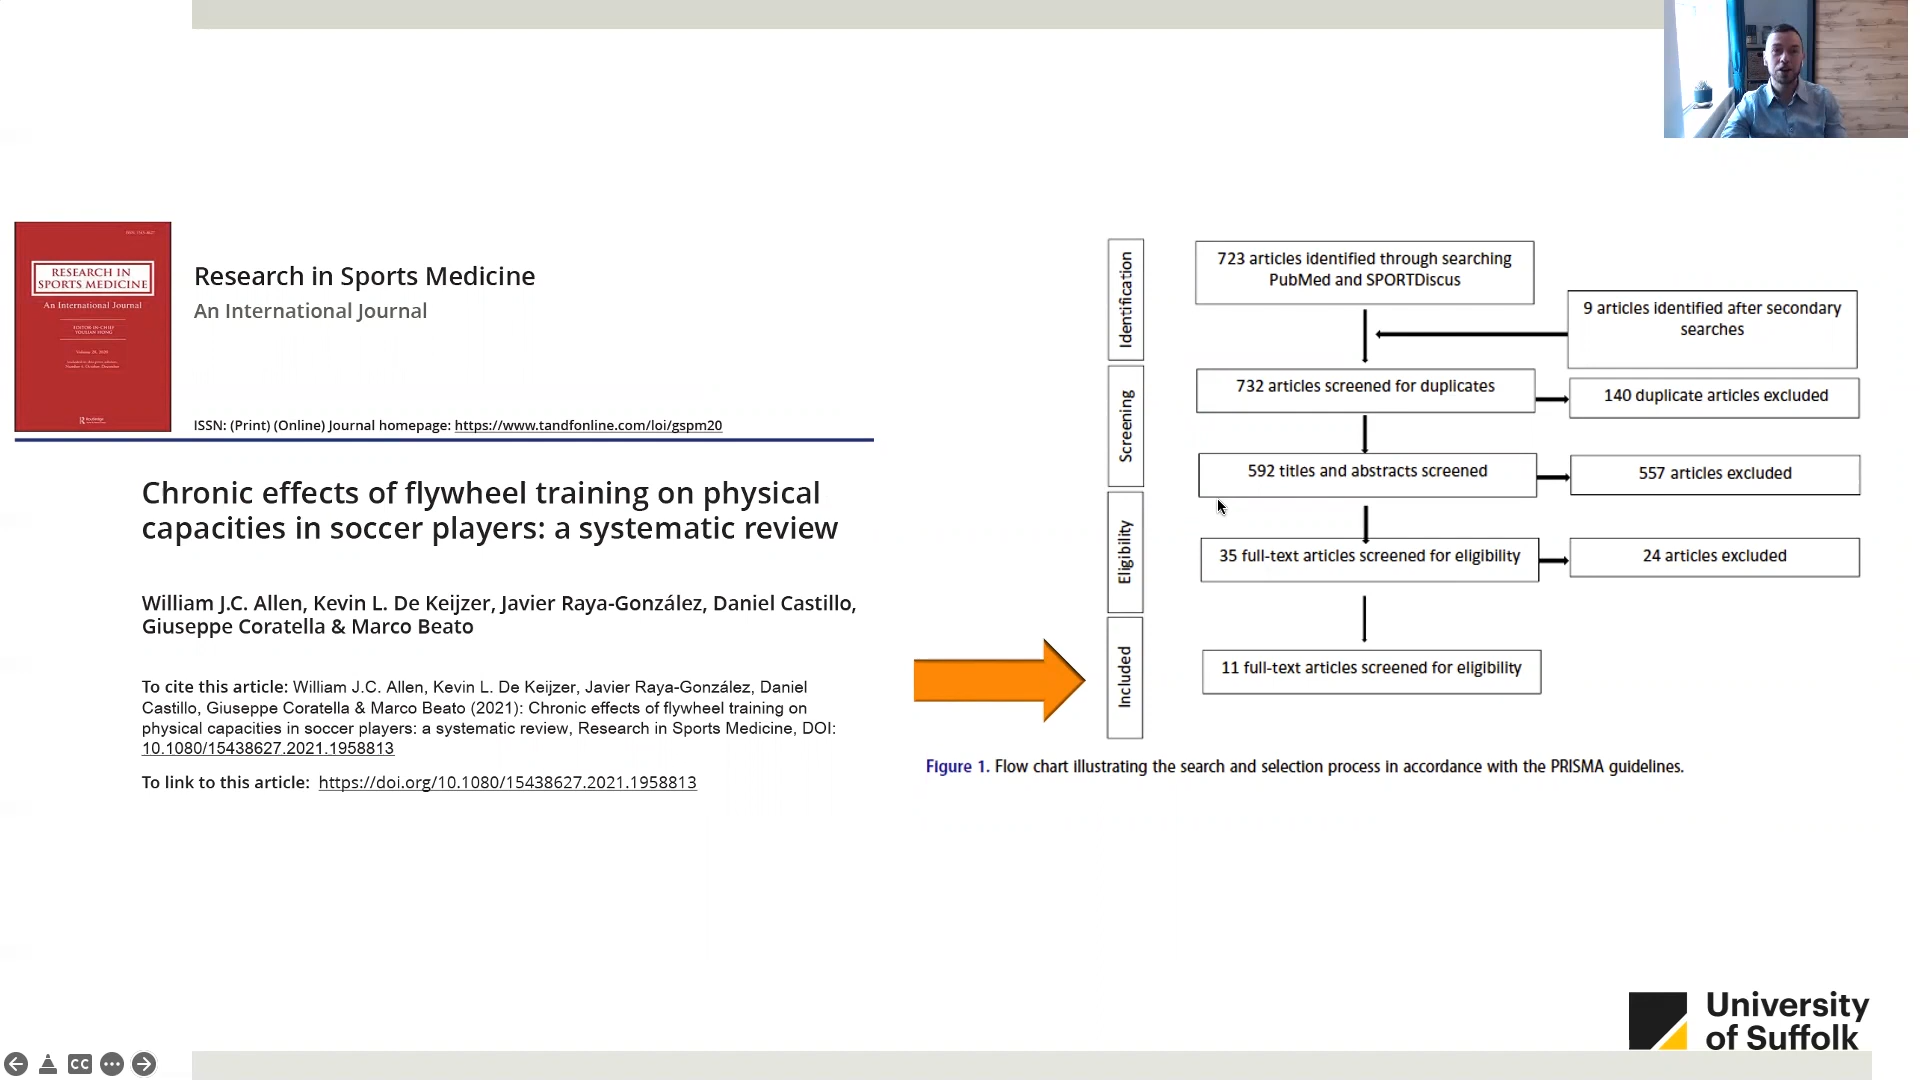 RESEARCH IN
SPORTS MEDICINE
An International Journal
Research in Sports Medicine
An International Journal
ISSN: (Print) (Online) Journal homepage: https://www.tandfonline.com/loi/gspm20
Chronic effects of flywheel training on physical
capacities in soccer players: a systematic review
William J.C. Allen, Kevin L. De Keijzer, Javier Raya-González, Daniel Castillo,
Giuseppe Coratella & Marco Beato
To cite this article: William J.C. Allen, Kevin L. De Keijzer, Javier Raya-González, Daniel
Castillo, Giuseppe Coratella & Marco Beato (2021): Chronic effects of flywheel training on
physical capacities in soccer players: a systematic review, Research in Sports Medicine, DOI:
10.1080/15438627.2021.1958813
To link to this article: https://doi.org/10.1080/15438627.2021.1958813
Identification
723 articles identified through searching
PubMed and SPORTDiscus
9 articles identified after secondary
searches
Screening
732 articles screened for duplicates
140 duplicate articles excluded
592 titles and abstracts screened
557 articles excluded
Eligibility
35 full-text articles screened for eligibility
24 articles excluded
Included
11 full-text articles screened for eligibility
Figure 1. Flow chart illustrating the search and selection process in accordance with the PRISMA guidelines.
University
of Suffolk
CC